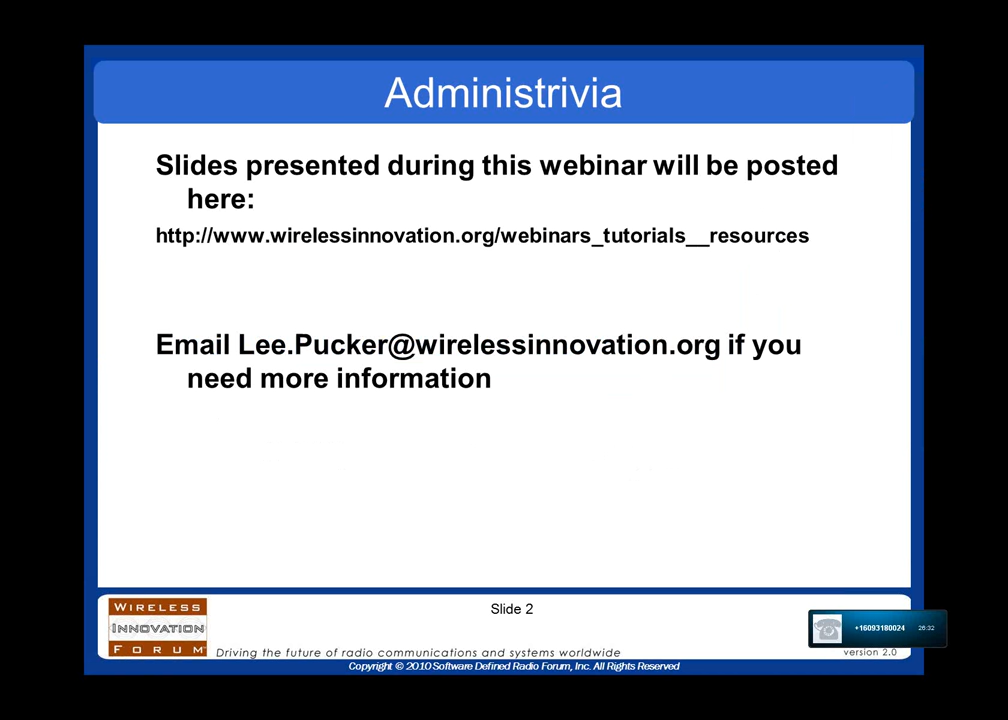 Administrivia
Slides presented during this webinar will be posted
here:
http://www.wirelessinnovation.org/webinars_tutorials__resources
Email Lee.Pucker@wirelessinnovation.org if you
need more information
WIRELESS
INNOVATION
FORUM
Slide 2
+16093180024 26:32
Driving the future of radio communications and systems worldwide
version 2.0
Copyright © 2010 Software Defined Radio Forum, Inc. All Rights Reserved